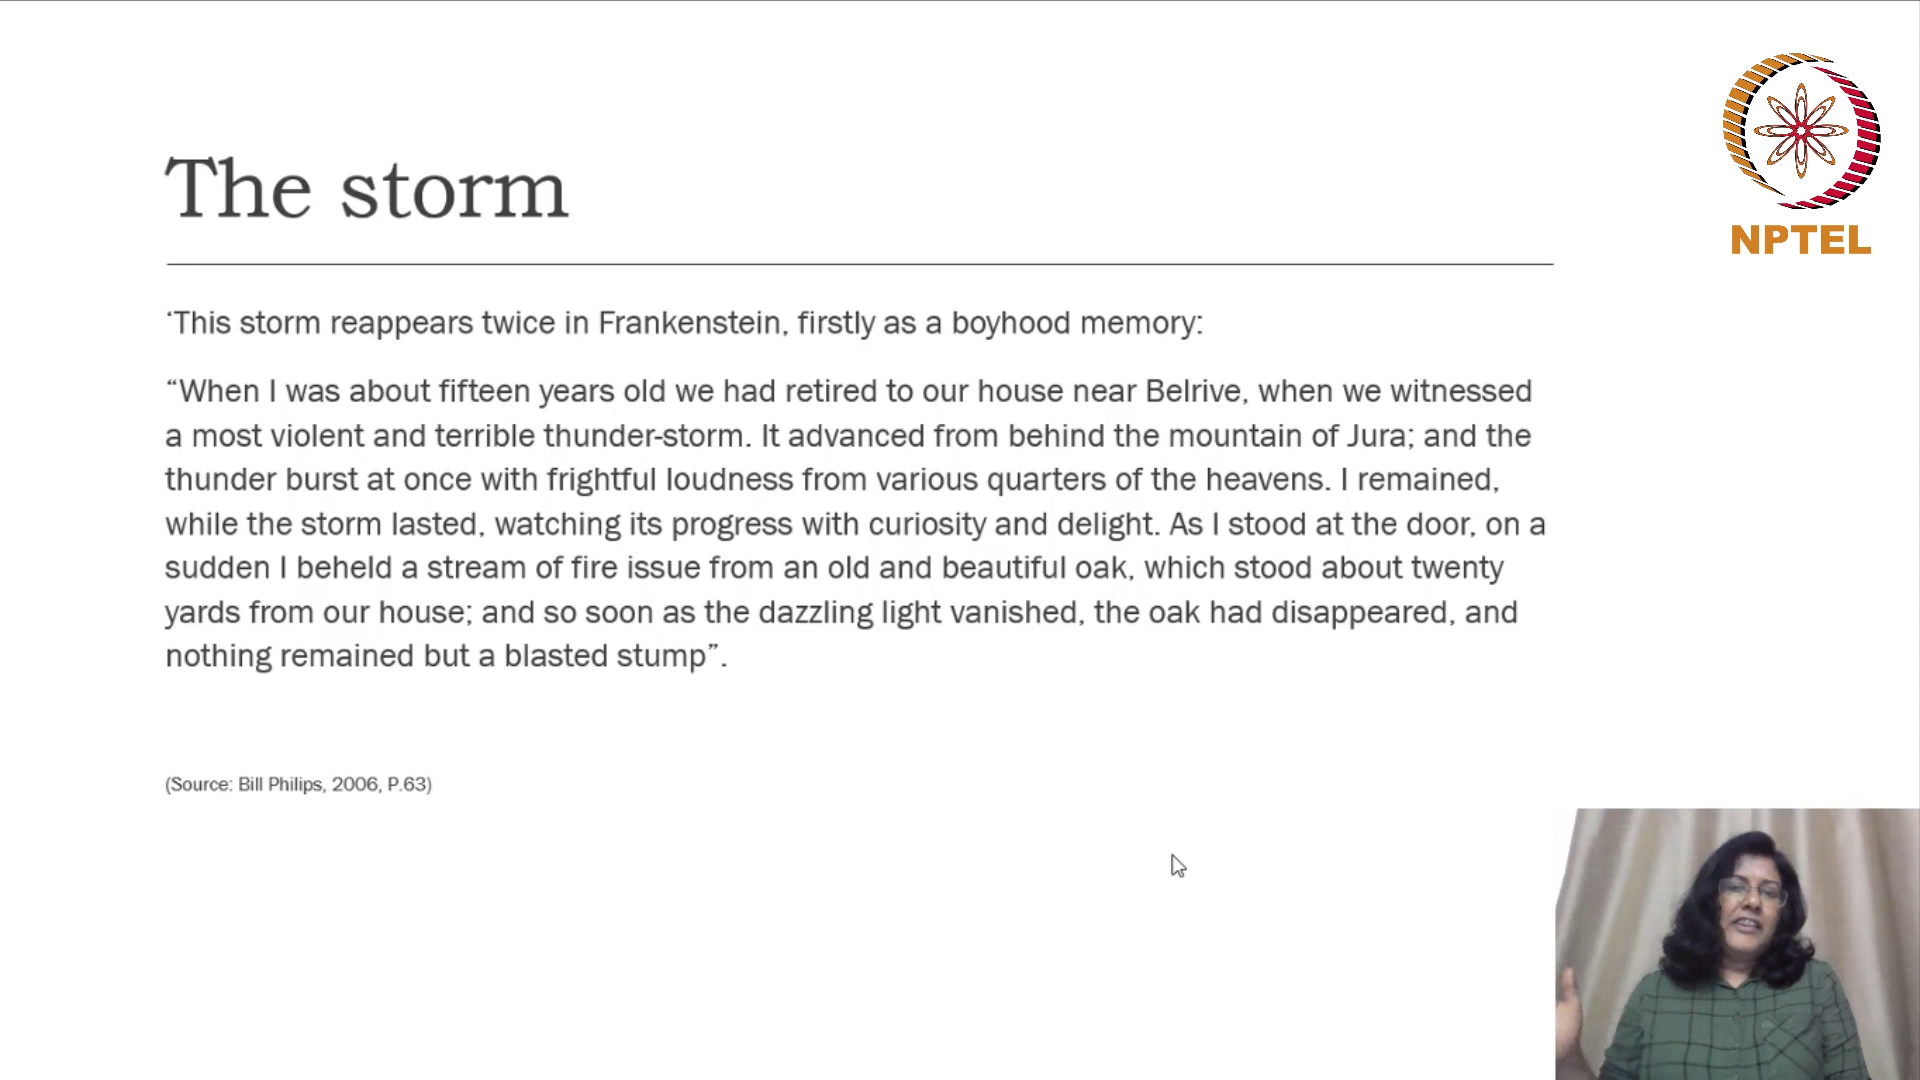 The storm
NPTEL
‘This storm reappears twice in Frankenstein, firstly as a boyhood memory:
“When I was about fifteen years old we had retired to our house near Belrive, when we witnessed
a most violent and terrible thunder-storm. It advanced from behind the mountain of Jura; and the
thunder burst at once with frightful loudness from various quarters of the heavens. I remained,
while the storm lasted, watching its progress with curiosity and delight. As I stood at the door, on a
sudden I beheld a stream of fire issue from an old and beautiful oak, which stood about twenty
yards from our house; and so soon as the dazzling light vanished, the oak had disappeared, and
nothing remained but a blasted stump”.
(Source: Bill Philips, 2006, P.63)